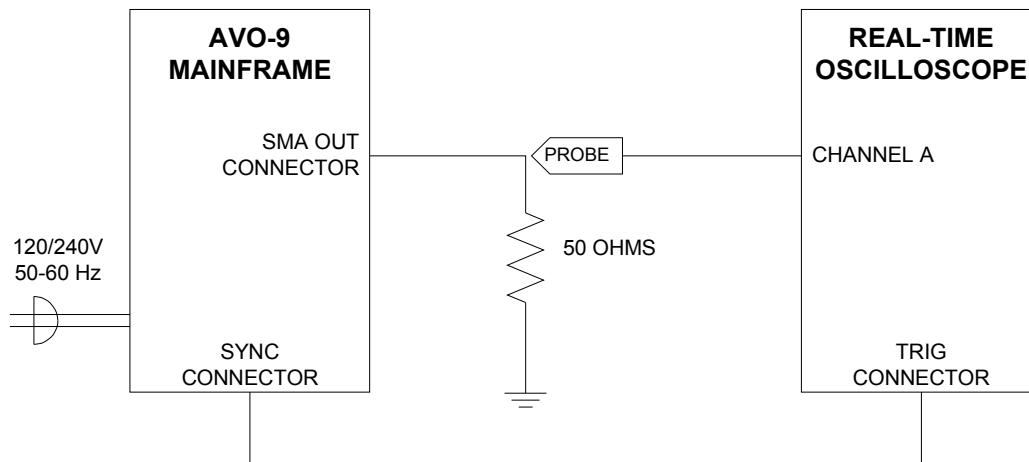 AVO-9
MAINFRAME
REAL-TIME
OSCILLOSCOPE
SMA OUT
CONNECTOR
PROBE
CHANNEL A
120/240V
50-60 Hz
50 OHMS
SYNC
CONNECTOR
TRIG
CONNECTOR